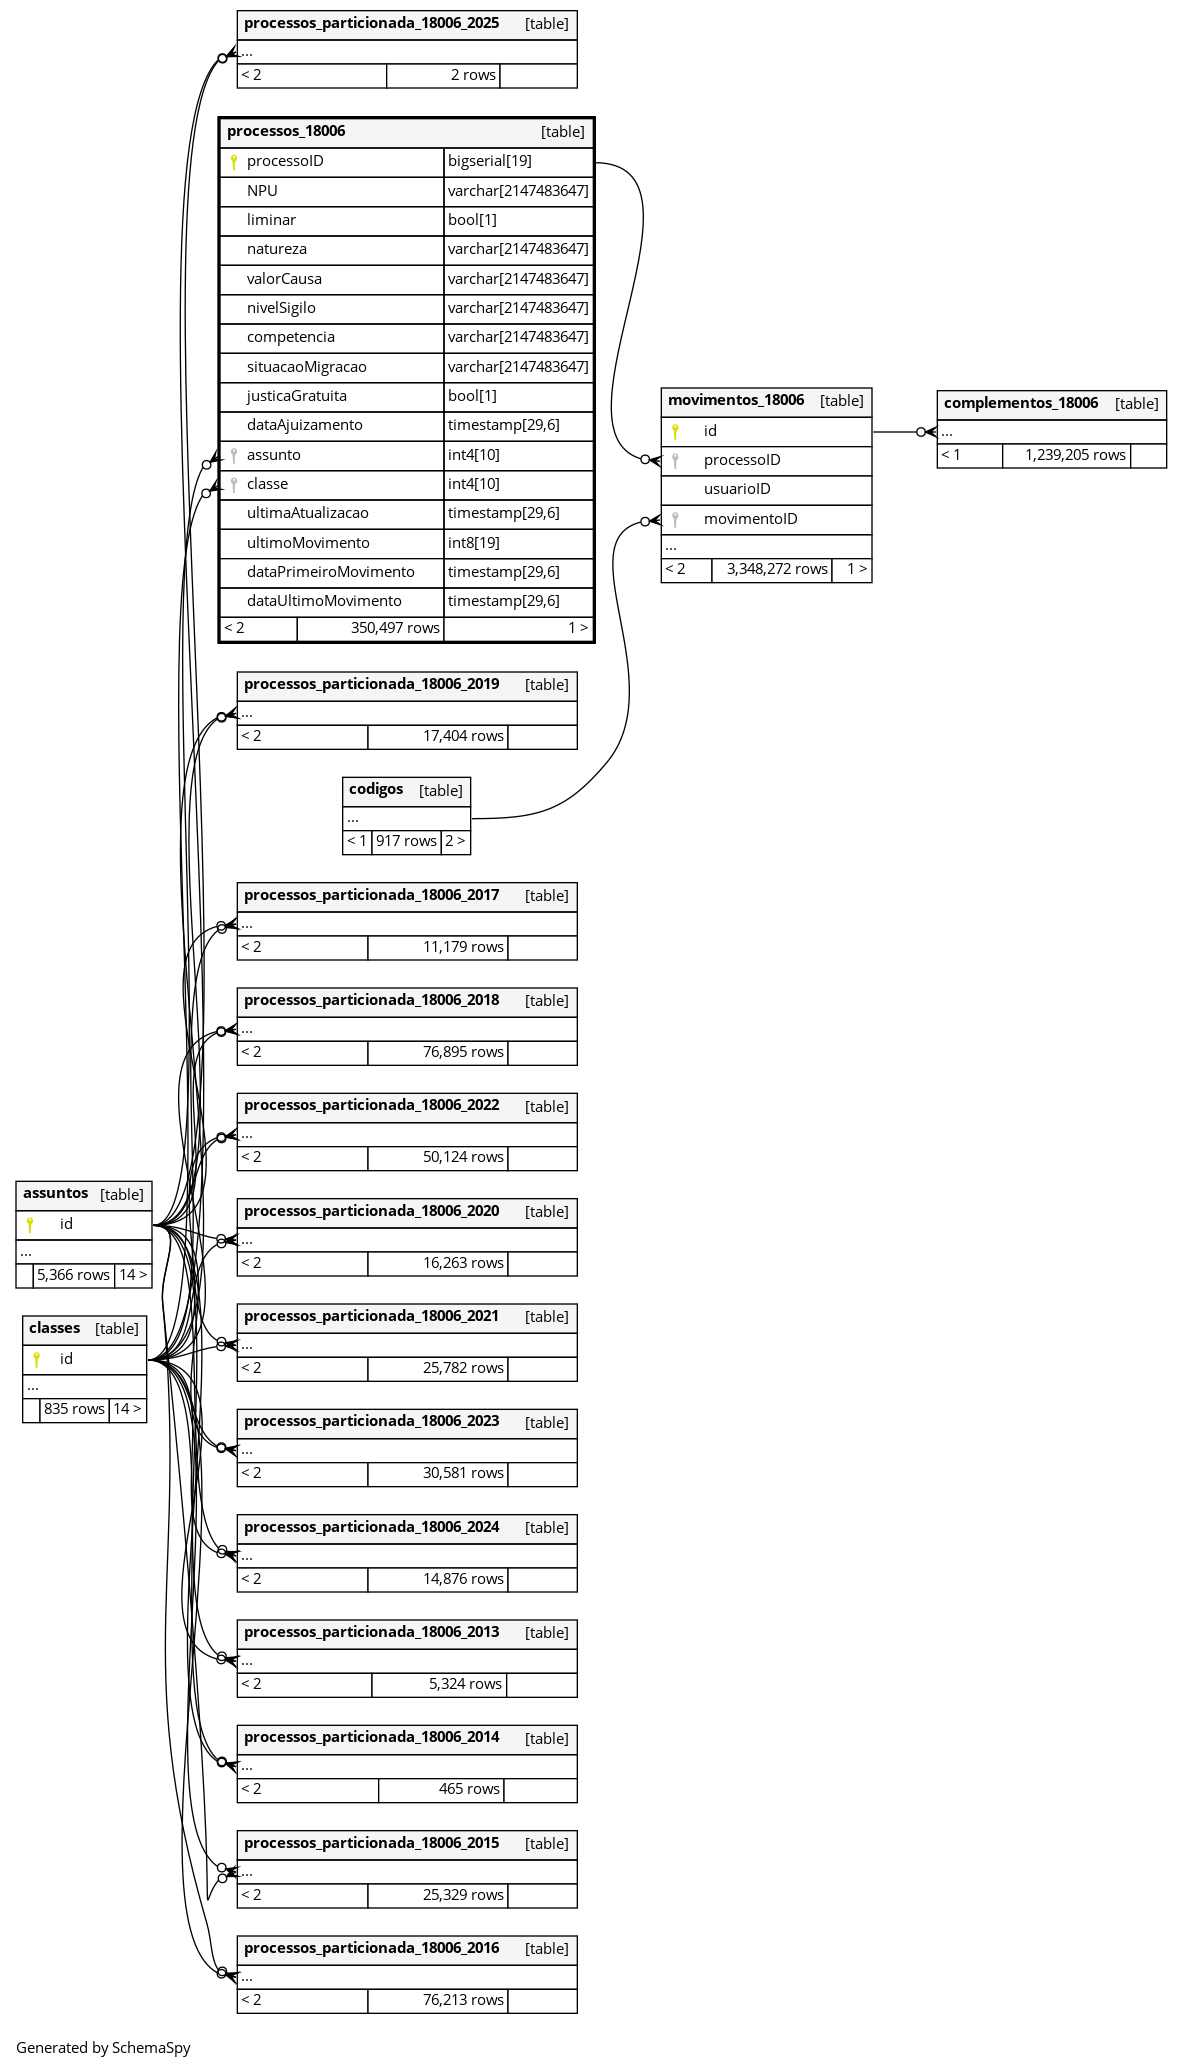 processos_particionada_18006_2025 [table]
...
< 2 2 rows
processos_18006 [table]
processoID bigserial[19]
NPU varchar[2147483647]
liminar bool[1]
natureza varchar[2147483647]
valorCausa varchar[2147483647]
nivelSigilo varchar[2147483647]
competencia varchar[2147483647]
situacaoMigracao varchar[2147483647]
justicaGratuita bool[1]
dataAjuizamento timestamp[29,6]
assunto int4[10]
classe int4[10]
ultimaAtualizacao timestamp[29,6]
ultimoMovimento int8[19]
dataPrimeiroMovimento timestamp[29,6]
dataUltimoMovimento timestamp[29,6]
< 2 350,497 rows 1 >
movimentos_18006 [table]
id
processoID
usuarioID
movimentoID
...
< 2 3,348,272 rows 1 >
complementos_18006 [table]
...
< 1 1,239,205 rows
processos_particionada_18006_2019 [table]
...
< 2 17,404 rows
codigos [table]
...
< 1 917 rows 2 >
processos_particionada_18006_2017 [table]
...
< 2 11,179 rows
processos_particionada_18006_2018 [table]
...
< 2 76,895 rows
processos_particionada_18006_2022 [table]
...
< 2 50,124 rows
assuntos [table]
id
...
5,366 rows 14 >
classes [table]
id
...
835 rows 14 >
processos_particionada_18006_2020 [table]
...
< 2 16,263 rows
processos_particionada_18006_2021 [table]
...
< 2 25,782 rows
processos_particionada_18006_2023 [table]
...
< 2 30,581 rows
processos_particionada_18006_2024 [table]
...
< 2 14,876 rows
processos_particionada_18006_2013 [table]
...
< 2 5,324 rows
processos_particionada_18006_2014 [table]
...
< 2 465 rows
processos_particionada_18006_2015 [table]
...
< 2 25,329 rows
processos_particionada_18006_2016 [table]
...
< 2 76,213 rows
Generated by SchemaSpy